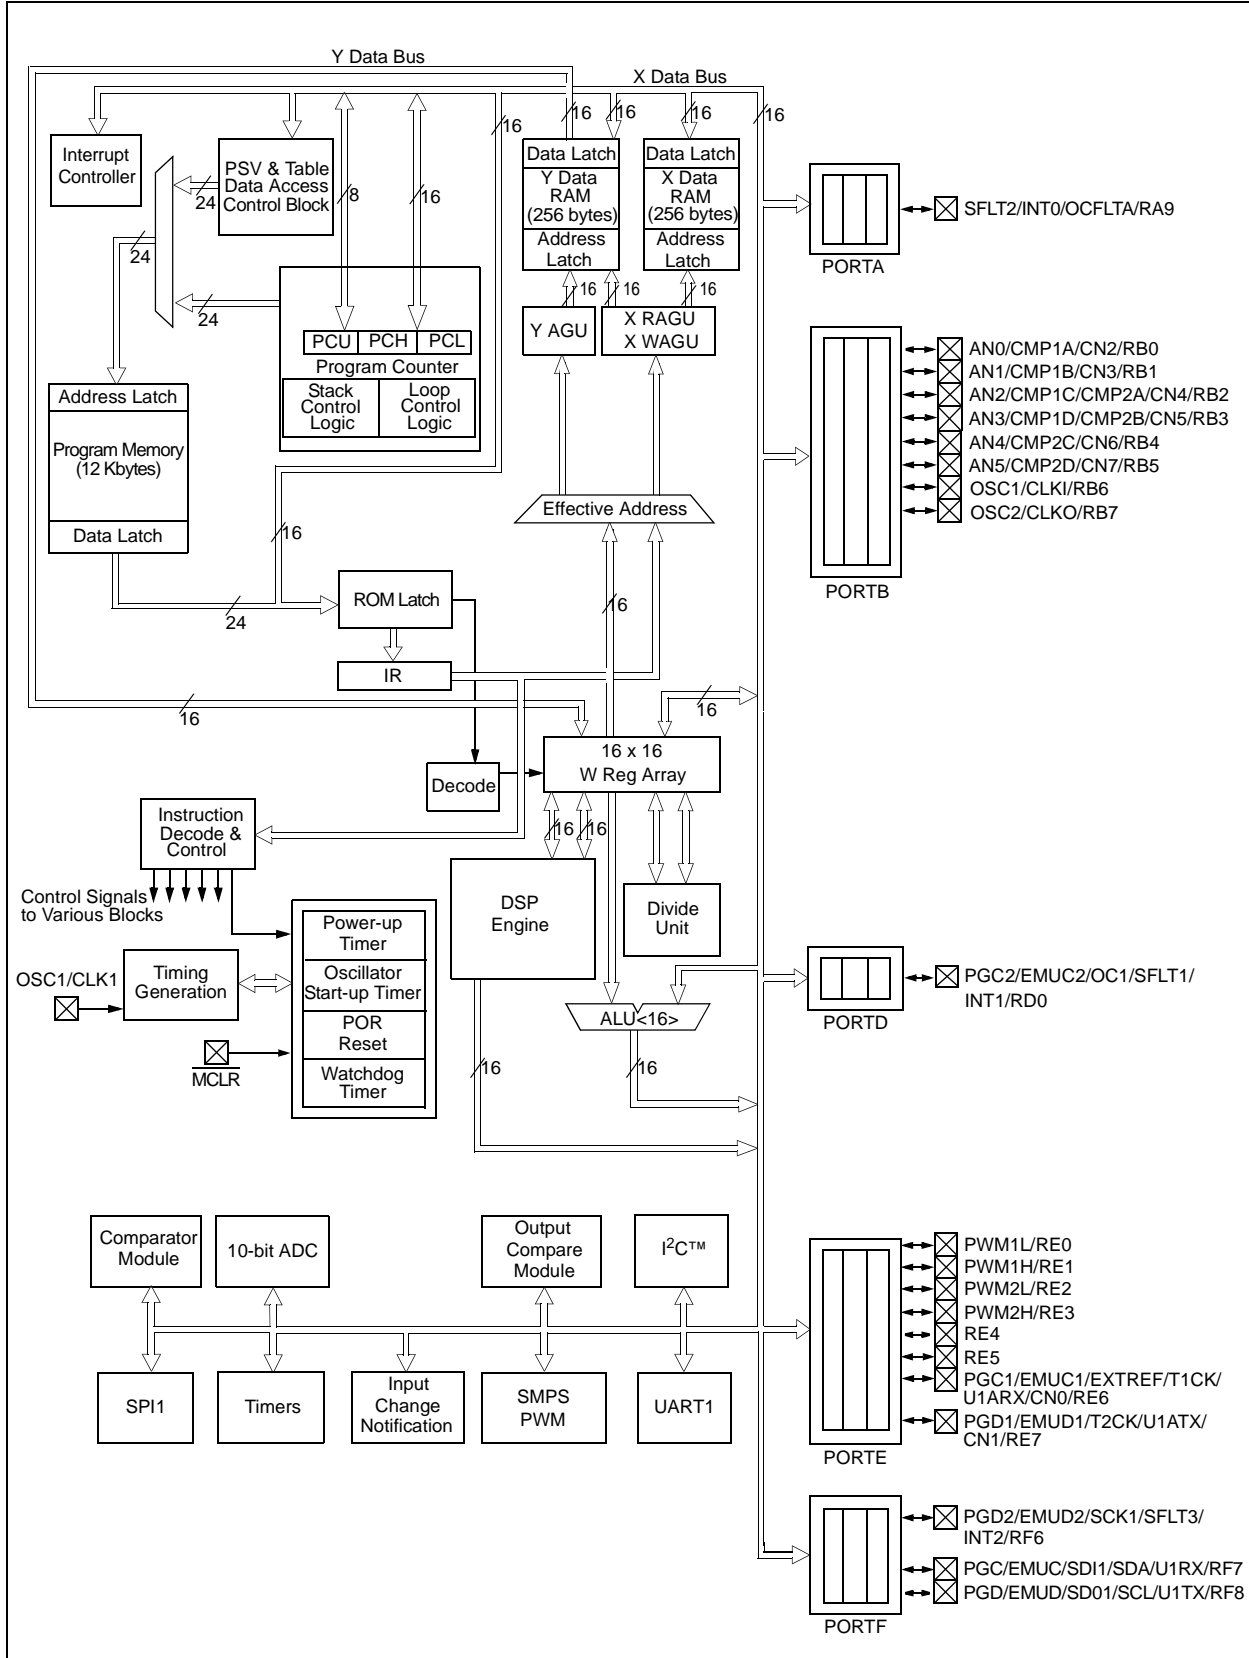 Y Data Bus
X Data Bus
16
16
16
16
16
Interrupt
Controller
PSV & Table
Data Access
Control Block
24
8
16
24
24
Data Latch
Y Data
RAM
(256 bytes)
Address
Latch
Data Latch
X Data
RAM
(256 bytes)
Address
Latch
16
16
16
Y AGU
X RAGU
X WAGU
PCU
PCH
PCL
Program Counter
Stack
Control
Logic
Loop
Control
Logic
Address Latch
Program Memory
(12 Kbytes)
Data Latch
Effective Address
16
24
ROM Latch
16
IR
16
16
16 x 16
W Reg Array
Decode
Instruction
Decode &
Control
16
16
Control Signals
to Various Blocks
DSP
Engine
Divide
Unit
Power-up
Timer
Oscillator
Start-up Timer
POR
Reset
Watchdog
Timer
OSC1/CLK1
Timing
Generation
MCLR
ALU<16>
16
16
Comparator
Module
10-bit ADC
Output
Compare
Module
I2C™
SPI1
Timers
Input
Change
Notification
SMPS
PWM
UART1
SFLT2/INT0/OCFLTA/RA9
PORTA
AN0/CMP1A/CN2/RB0
AN1/CMP1B/CN3/RB1
AN2/CMP1C/CMP2A/CN4/RB2
AN3/CMP1D/CMP2B/CN5/RB3
AN4/CMP2C/CN6/RB4
AN5/CMP2D/CN7/RB5
OSC1/CLKI/RB6
OSC2/CLKO/RB7
PORTB
PGC2/EMUC2/OC1/SFLT1/
INT1/RD0
PORTD
PWM1L/RE0
PWM1H/RE1
PWM2L/RE2
PWM2H/RE3
RE4
RE5
PGC1/EMUC1/EXTREF/T1CK/
U1ARX/CN0/RE6
PGD1/EMUD1/T2CK/U1ATX/
CN1/RE7
PORTE
PGD2/EMUD2/SCK1/SFLT3/
INT2/RF6
PGC/EMUC/SDI1/SDA/U1RX/RF7
PGD/EMUD/SD01/SCL/U1TX/RF8
PORTF